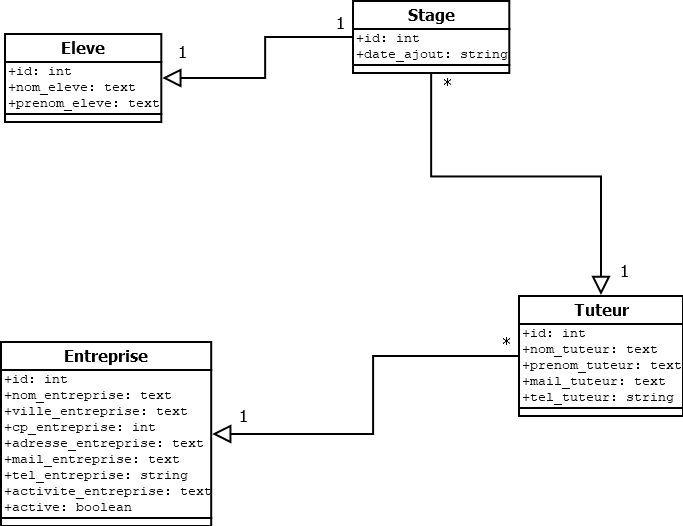 Eleve
+id: int
+nom_eleve: text
+prenom_eleve: text
1
1
Stage
+id: int
+date_ajout: string
*
1
Tuteur
+id: int
+nom_tuteur: text
+prenom_tuteur: text
+mail_tuteur: text
+tel_tuteur: string
*
1
Entreprise
+id: int
+nom_entreprise: text
+ville_entreprise: text
+cp_entreprise: int
+adresse_entreprise: text
+mail_entreprise: text
+tel_entreprise: string
+activite_entreprise: text
+active: boolean